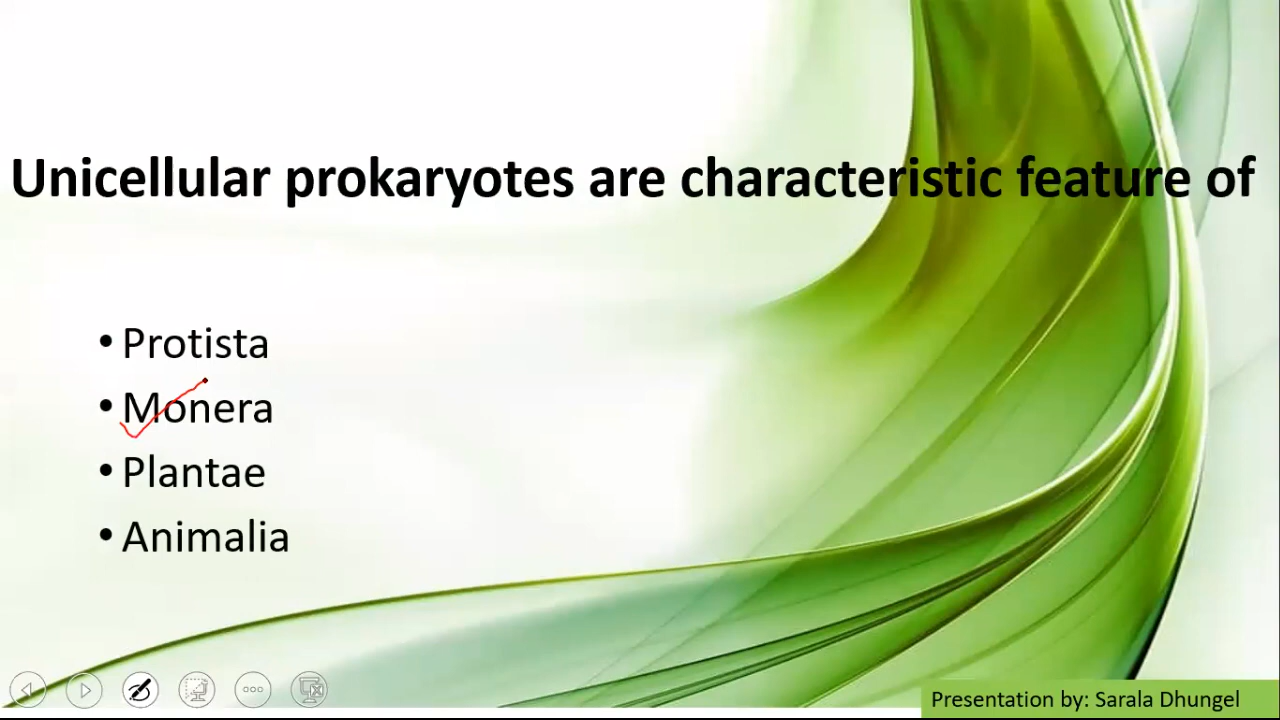 Unicellular prokaryotes are characteristic feature of
• Protista
• Monera
• Plantae
• Animalia
Presentation by: Sarala Dhungel